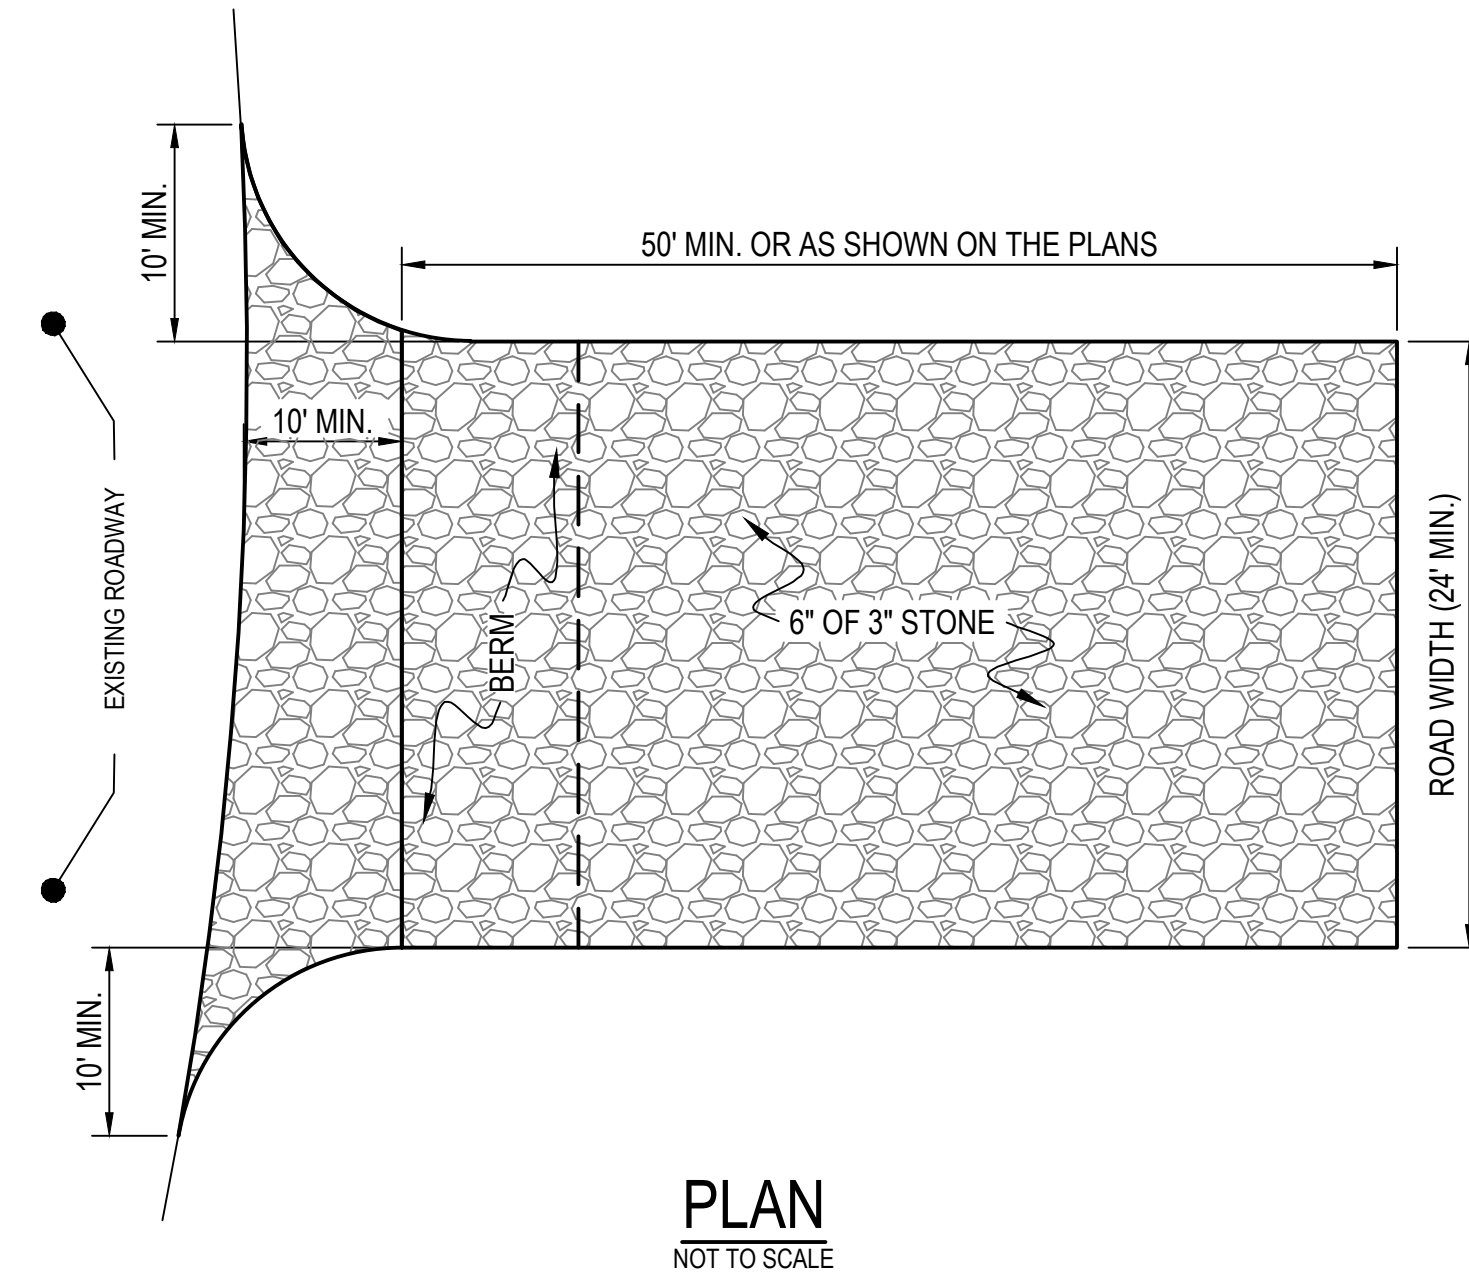 10' MIN.
50' MIN. OR AS SHOWN ON THE PLANS
10' MIN.
EXISTING ROADWAY
BERM
6" OF 3" STONE
ROAD WIDTH (24' MIN.)
10' MIN.
PLAN
NOT TO SCALE